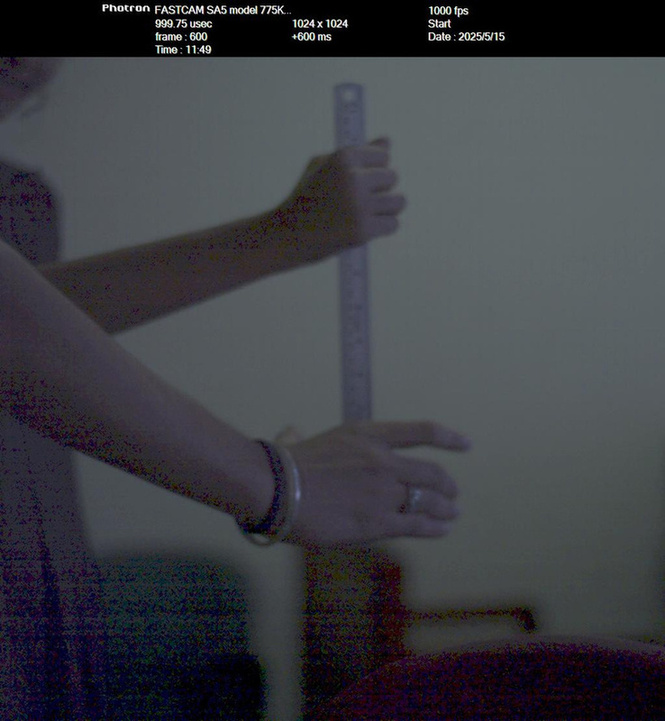 Photron FASTCAM SA5 model 775K... 1000 fps
999.75 usec 1024 x 1024 Start
frame : 600 +600 ms Date : 2025/5/15
Time : 11:49